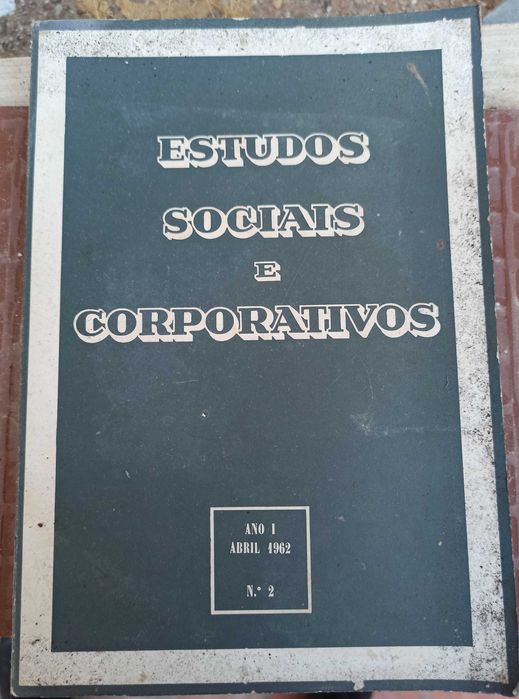 ESTUDOS
SOCIAIS
E
CORPORATIVOS
ANO I
ABRIL 1962
N.º 2